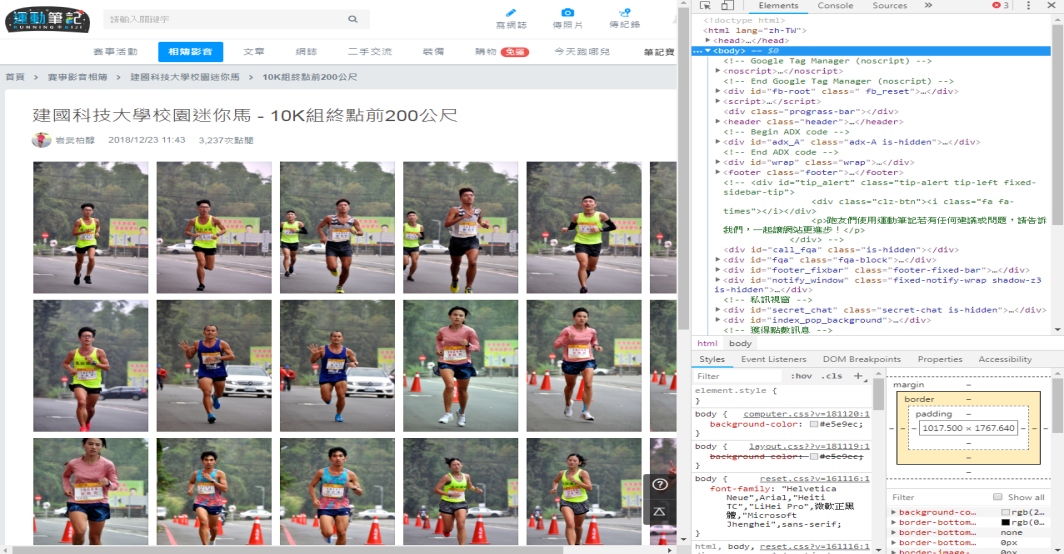 運動筆記
RUNNING BIJI
請輸入關鍵字
寫網誌
傳照片
傳紀錄
賽事活動
相簿影音
文章
網誌
二手交流
裝備
購物 免運
今天跑哪兒
筆記寶
首頁 > 賽事影音相簿 > 建國科技大學校園迷你馬 > 10K組終點前200公尺
建國科技大學校園迷你馬 - 10K組終點前200公尺
岩武柏靜 2018/12/23 11:43 3,237次點閱
Elements Console Sources » 3
<!doctype html>
<html lang="zh-TW">
<head>…</head>
…<body> == $0
<!-- Google Tag Manager (noscript) -->
<noscript>…</noscript>
<!-- End Google Tag Manager (noscript) -->
<div id="fb-root" class=" fb_reset">…</div>
<script>…</script>
<div class="prograss-bar"></div>
<header class="header">…</header>
<!-- Begin ADX code -->
<div id="adx_A" class="adx-A is-hidden">…</div>
<!-- End ADX code -->
<div id="wrap" class="wrap">…</div>
<footer class="footer">…</footer>
<!-- <div id="tip_alert" class="tip-alert tip-left fixed-
sidebar-tip">
<div class="clz-btn"><i class="fa fa-
times"></i></div>
<p>跑友們使用運動筆記若有任何建議或問題，請告訴
我們，一起讓網站更進步！</p>
</div> -->
<div id="call_fqa" class="is-hidden"></div>
<div id="fqa" class="fqa-block">…</div>
<div id="footer_fixbar" class="footer-fixed-bar">…</div>
<div id="notify_window" class="fixed-notify-wrap shadow-z3
is-hidden">…</div>
<!-- 私訊視窗 -->
<div id="secret_chat" class="secret-chat is-hidden">…</div>
<div id="index_pop_background">…</div>
<!-- 獲得點數訊息 -->
html body
Styles Event Listeners DOM Breakpoints Properties Accessibility
Filter :hov .cls +
element.style {
}
body { computer.css?v=181120:1
background-color: #e5e9ec;
}
body { layout.css??v=181119:1
background-color: #e5e9ec;
}
body { reset.css?v=161116:1
font-family: "Helvetica
Neue",Arial,"Heiti
TC","LiHei Pro",微軟正黑
體,"Microsoft
Jhenghei",sans-serif;
}
html, body, reset.css?v=161116:1
margin –
border –
padding –
1017.500 × 1767.640
Filter Show all
background-co… rgb(2…
border-bottom… rgb(0…
border-bottom… none
border-bottom… 0px
border-image-… 0px